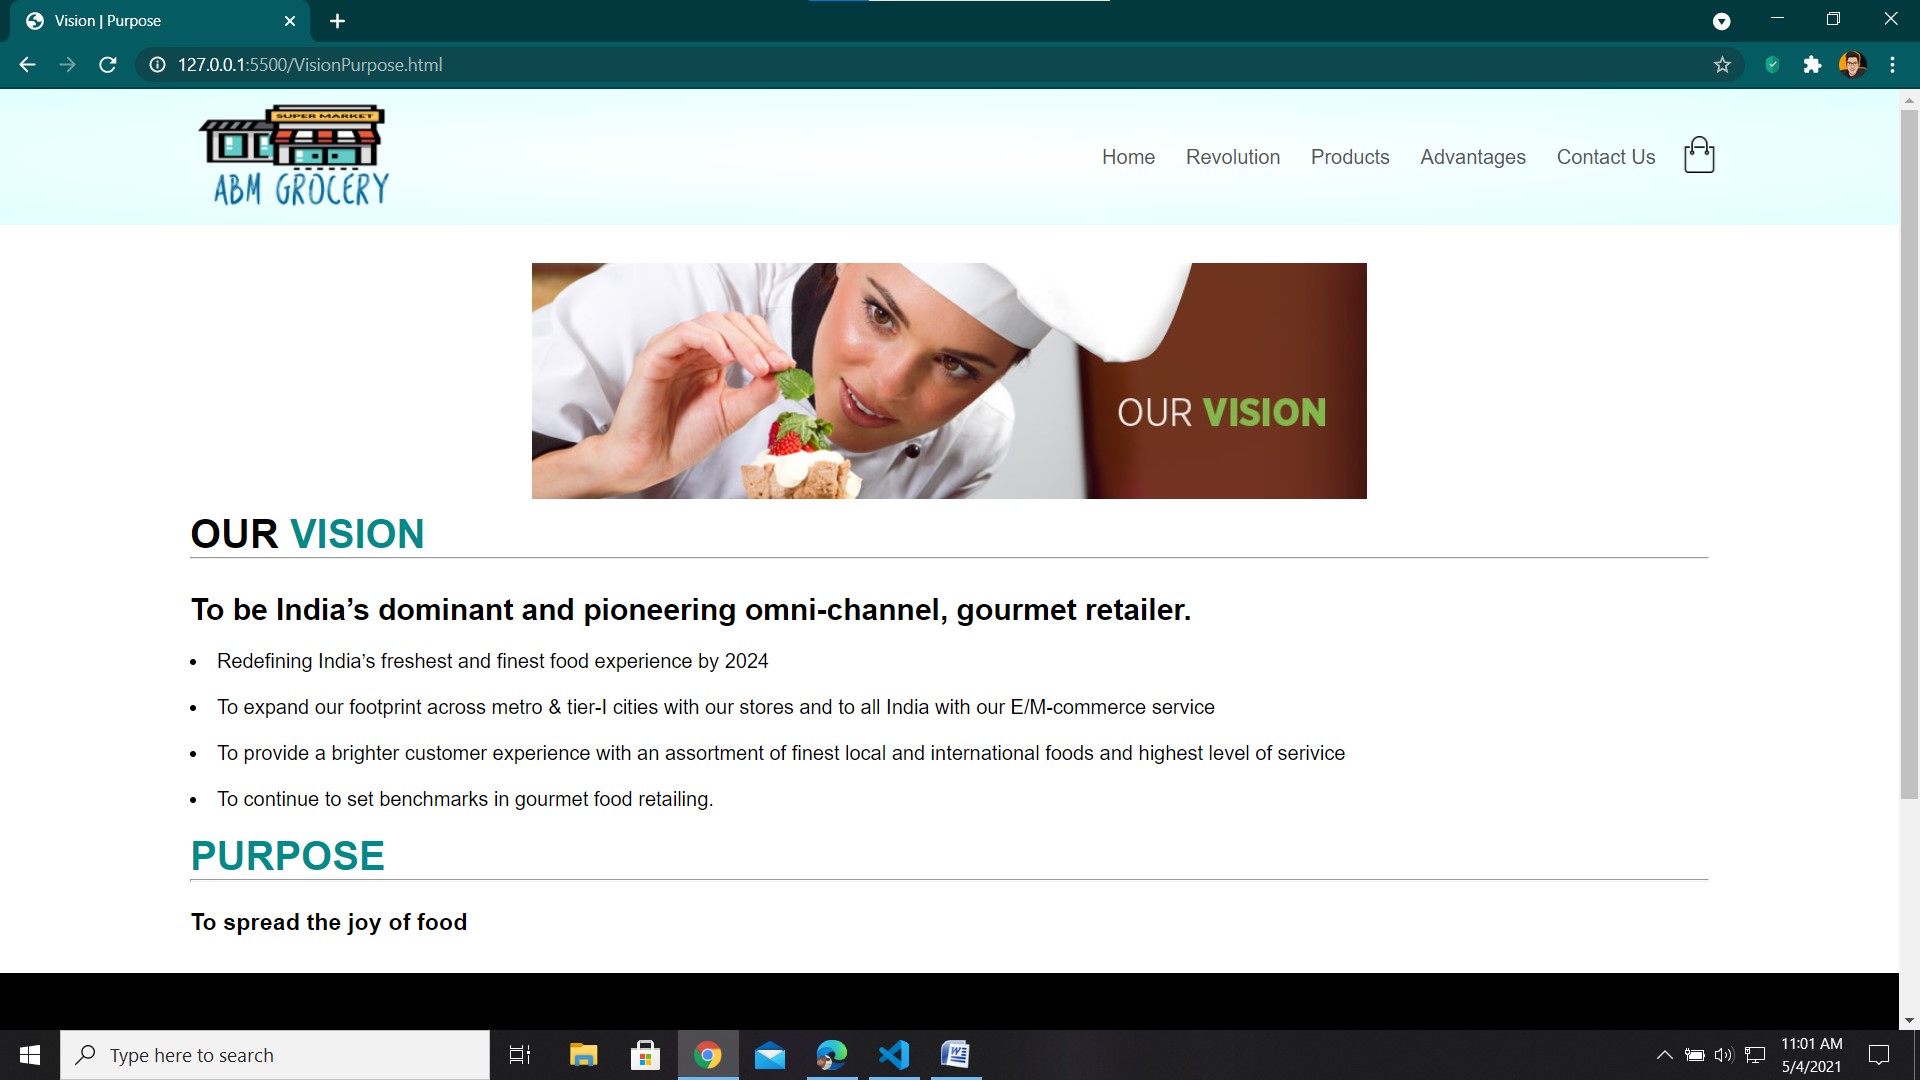 Vision | Purpose
127.0.0.1:5500/VisionPurpose.html
SUPER MARKET
ABM GROCERY
Home Revolution Products Advantages Contact Us
OUR VISION
OUR VISION
To be India’s dominant and pioneering omni-channel, gourmet retailer.
• Redefining India’s freshest and finest food experience by 2024
• To expand our footprint across metro & tier-I cities with our stores and to all India with our E/M-commerce service
• To provide a brighter customer experience with an assortment of finest local and international foods and highest level of serivice
• To continue to set benchmarks in gourmet food retailing.
PURPOSE
To spread the joy of food
Type here to search
11:01 AM
5/4/2021